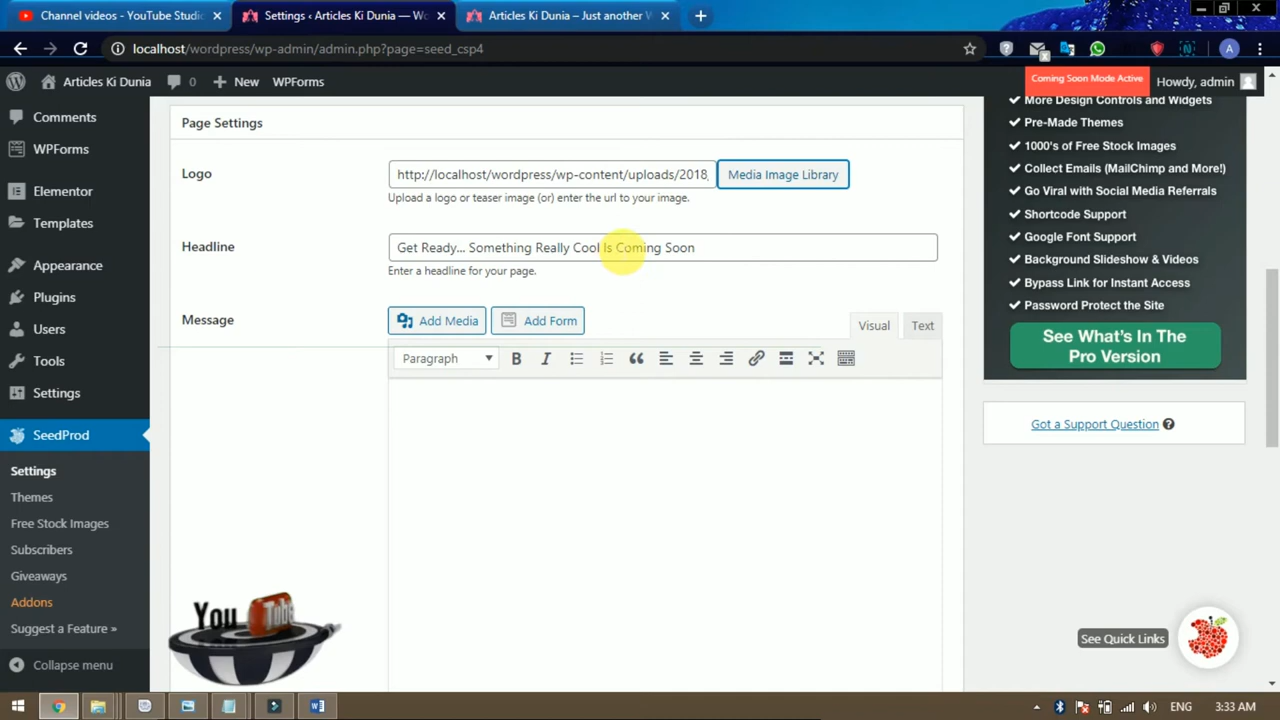 Channel videos - YouTube Studio
Settings ‹ Articles Ki Dunia — W
Articles Ki Dunia – Just another W
localhost/wordpress/wp-admin/admin.php?page=seed_csp4
A
Articles Ki Dunia
0
New
WPForms
Coming Soon Mode Active
Howdy, admin
Comments
WPForms
Elementor
Templates
Appearance
Plugins
Users
Tools
Settings
SeedProd
Settings
Themes
Free Stock Images
Subscribers
Giveaways
Addons
Suggest a Feature »
Collapse menu
Page Settings
Logo
http://localhost/wordpress/wp-content/uploads/2018,
Media Image Library
Upload a logo or teaser image (or) enter the url to your image.
Headline
Get Ready... Something Really Cool Is Coming Soon
Enter a headline for your page.
Message
Add Media
Add Form
Visual
Text
Paragraph
B
I
More Design Controls and Widgets
Pre-Made Themes
1000's of Free Stock Images
Collect Emails (MailChimp and More!)
Go Viral with Social Media Referrals
Shortcode Support
Google Font Support
Background Slideshow & Videos
Bypass Link for Instant Access
Password Protect the Site
See What's In The
Pro Version
Got a Support Question
See Quick Links
You
Tube
ENG
3:33 AM